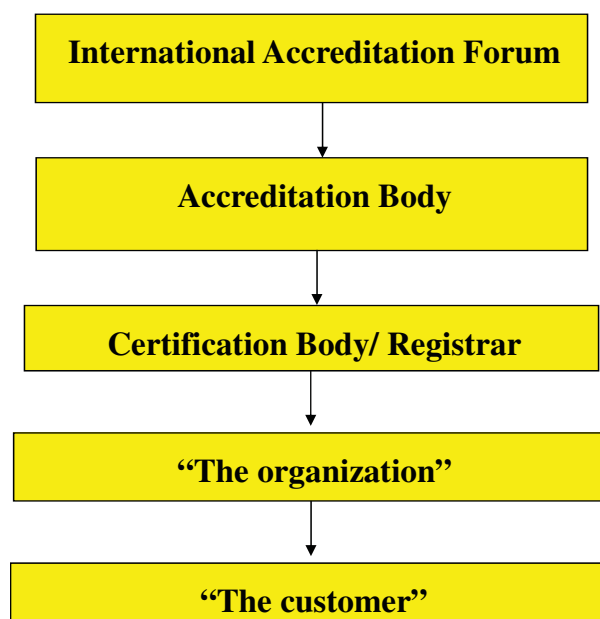 International Accreditation Forum
Accreditation Body
Certification Body/ Registrar
“The organization”
“The customer”